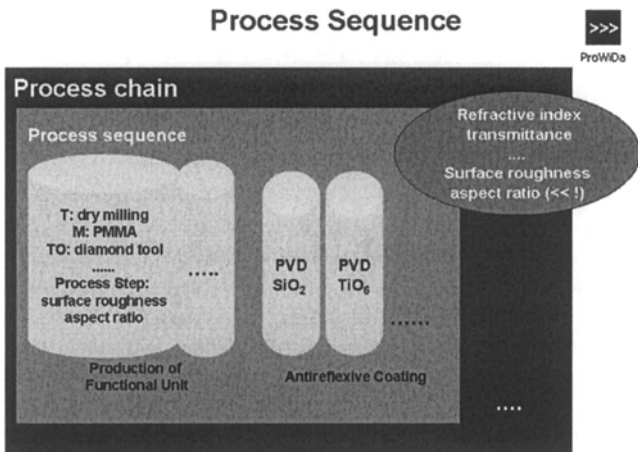 Process Sequence
>>>
ProWiDa
Process chain
Refractive index
transmittance
....
Surface roughness
aspect ratio (<< !)
Process sequence
T: dry milling
M: PMMA
TO: diamond tool
......
Process Step:
surface roughness
aspect ratio
.....
PVD
SiO₂
PVD
TiO₆
......
Production of
Functional Unit
Antireflexive Coating
....